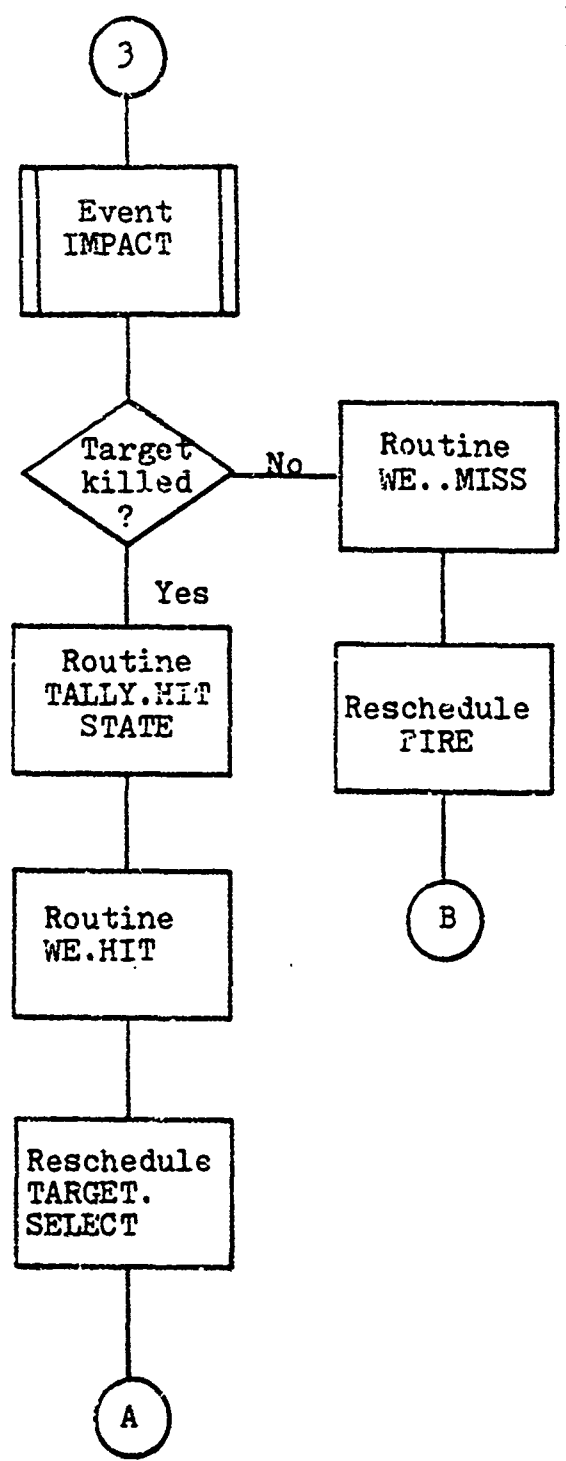 3
Event
IMPACT
Target
killed
?
No
Routine
WE..MISS
Yes
Routine
TALLY.HIT
STATE
Reschedule
FIRE
Routine
WE.HIT
B
Reschedule
TARGET.
SELECT
A